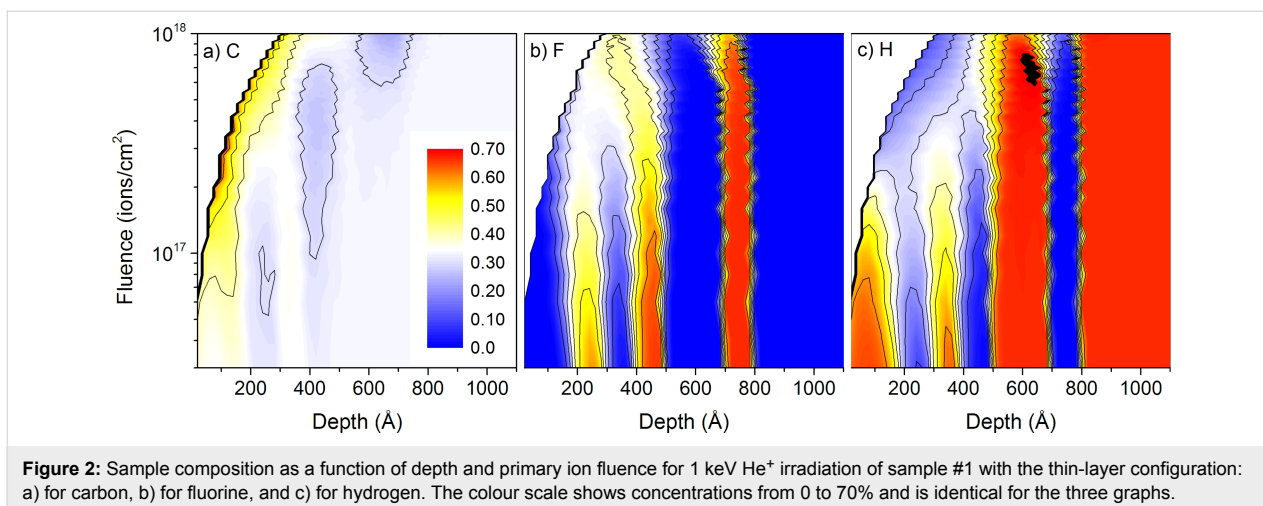 a) C
b) F
c) H
Fluence (ions/cm²)
10¹⁸
10¹⁷
0.70
0.60
0.50
0.40
0.30
0.20
0.10
0.0
200 400 600 800 1000
200 400 600 800 1000
200 400 600 800 1000
Depth (Å)
Depth (Å)
Depth (Å)
Figure 2: Sample composition as a function of depth and primary ion fluence for 1 keV He⁺ irradiation of sample #1 with the thin-layer configuration:
a) for carbon, b) for fluorine, and c) for hydrogen. The colour scale shows concentrations from 0 to 70% and is identical for the three graphs.